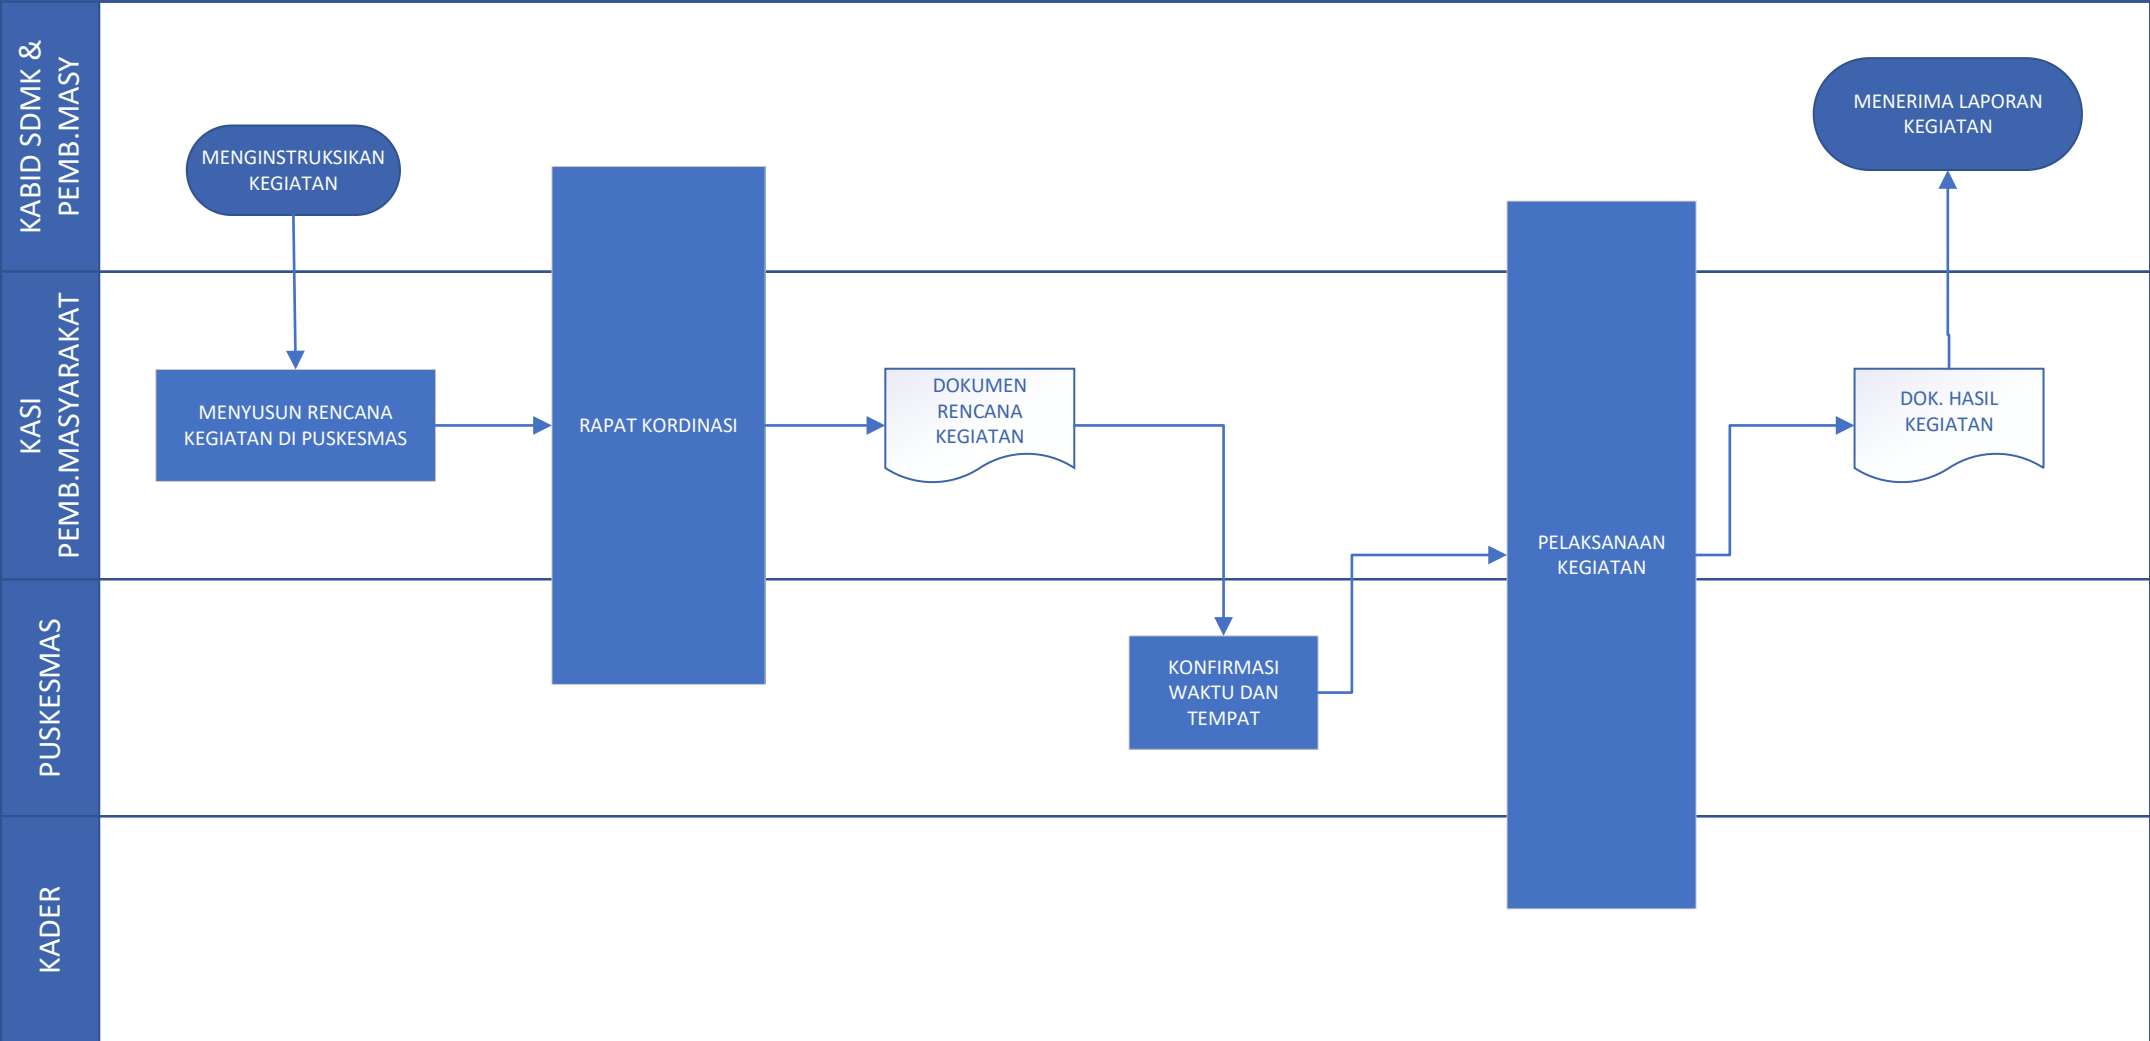 KABID SDMK &
PEMB.MASY
MENGINSTRUKSIKAN
KEGIATAN
MENERIMA LAPORAN
KEGIATAN
KASI
PEMB.MASYARAKAT
MENYUSUN RENCANA
KEGIATAN DI PUSKESMAS
RAPAT KORDINASI
DOKUMEN
RENCANA
KEGIATAN
PELAKSANAAN
KEGIATAN
DOK. HASIL
KEGIATAN
PUSKESMAS
KONFIRMASI
WAKTU DAN
TEMPAT
KADER